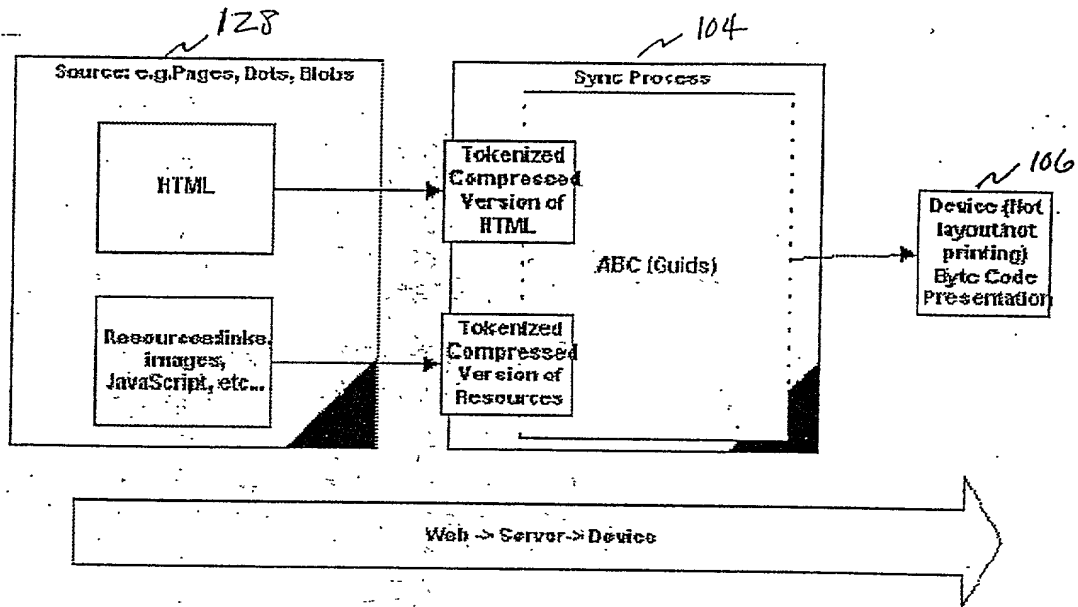 128
104
106
Source: e.g.Pages, Dots, Blobs
HTML
Resources:links,
images,
JavaScript, etc...
Sync Process
Tokenized
Compressed
Version of
HTML
ABC (Guids)
Tokenized
Compressed
Version of
Resources
Device (Not
layout/not
printing)
Byte Code
Presentation
Web -> Server-> Device